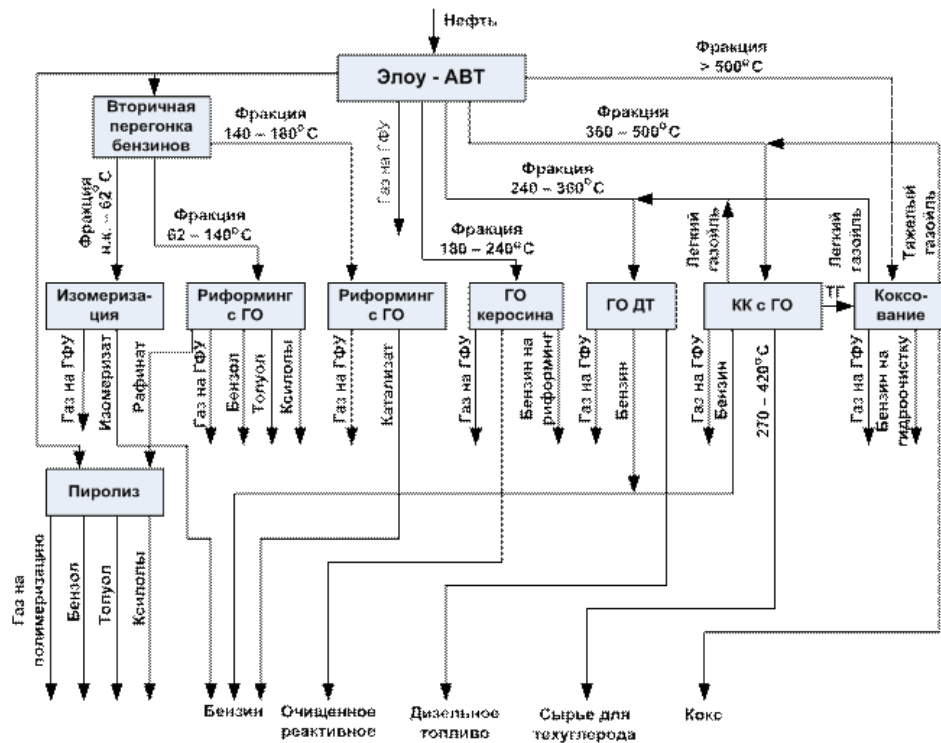 Нефть
Элоу - АВТ
Фракция
> 500°С
Вторичная
перегонка
бензинов
Фракция
140 – 180°С
Газ на ГФУ
Фракция
360 – 500°С
Фракция
240 – 360°С
Фракция
н.к. – 62°С
Фракция
62 – 140°С
Фракция
180 – 240°С
Легкий
газойль
Легкий
газойль
Тяжелый
газойль
Изомериза-
ция
Риформинг
с ГО
Риформинг
с ГО
ГО
керосина
ГО ДТ
КК с ГО
ТГ
Коксо-
вание
Газ на ГФУ
Изомеризат
Рафинат
Газ на ГФУ
Бензол
Толуол
Ксилолы
Газ на ГФУ
Катализат
Газ на ГФУ
Бензин на
риформинг
Газ на ГФУ
Бензин
Газ на ГФУ
Бензин
270 – 420°С
Газ на ГФУ
Бензин на
гидроочистку
Пиролиз
Газ на
полимеризацию
Бензол
Толуол
Ксилолы
Бензин
Очищенное
реактивное
Дизельное
топливо
Сырье для
техуглерода
Кокс